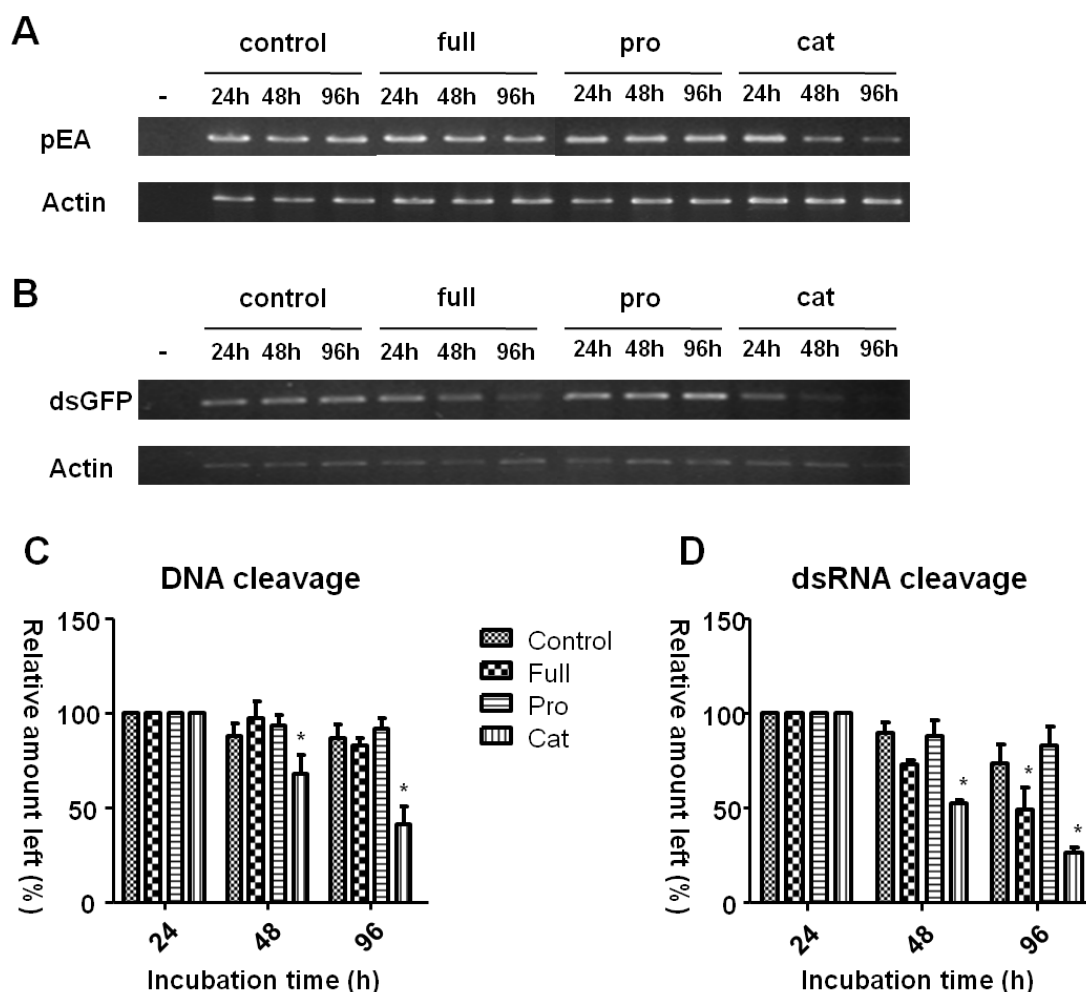 A
control full pro cat
- 24h 48h 96h 24h 48h 96h 24h 48h 96h 24h 48h 96h
pEA
Actin
B
control full pro cat
- 24h 48h 96h 24h 48h 96h 24h 48h 96h 24h 48h 96h
dsGFP
Actin
C
DNA cleavage
Relative amount left (%)
150
100
50
0
* *
24 48 96
Incubation time (h)
Control
Full
Pro
Cat
D
dsRNA cleavage
Relative amount left (%)
150
100
50
0
* * *
24 48 96
Incubation time (h)